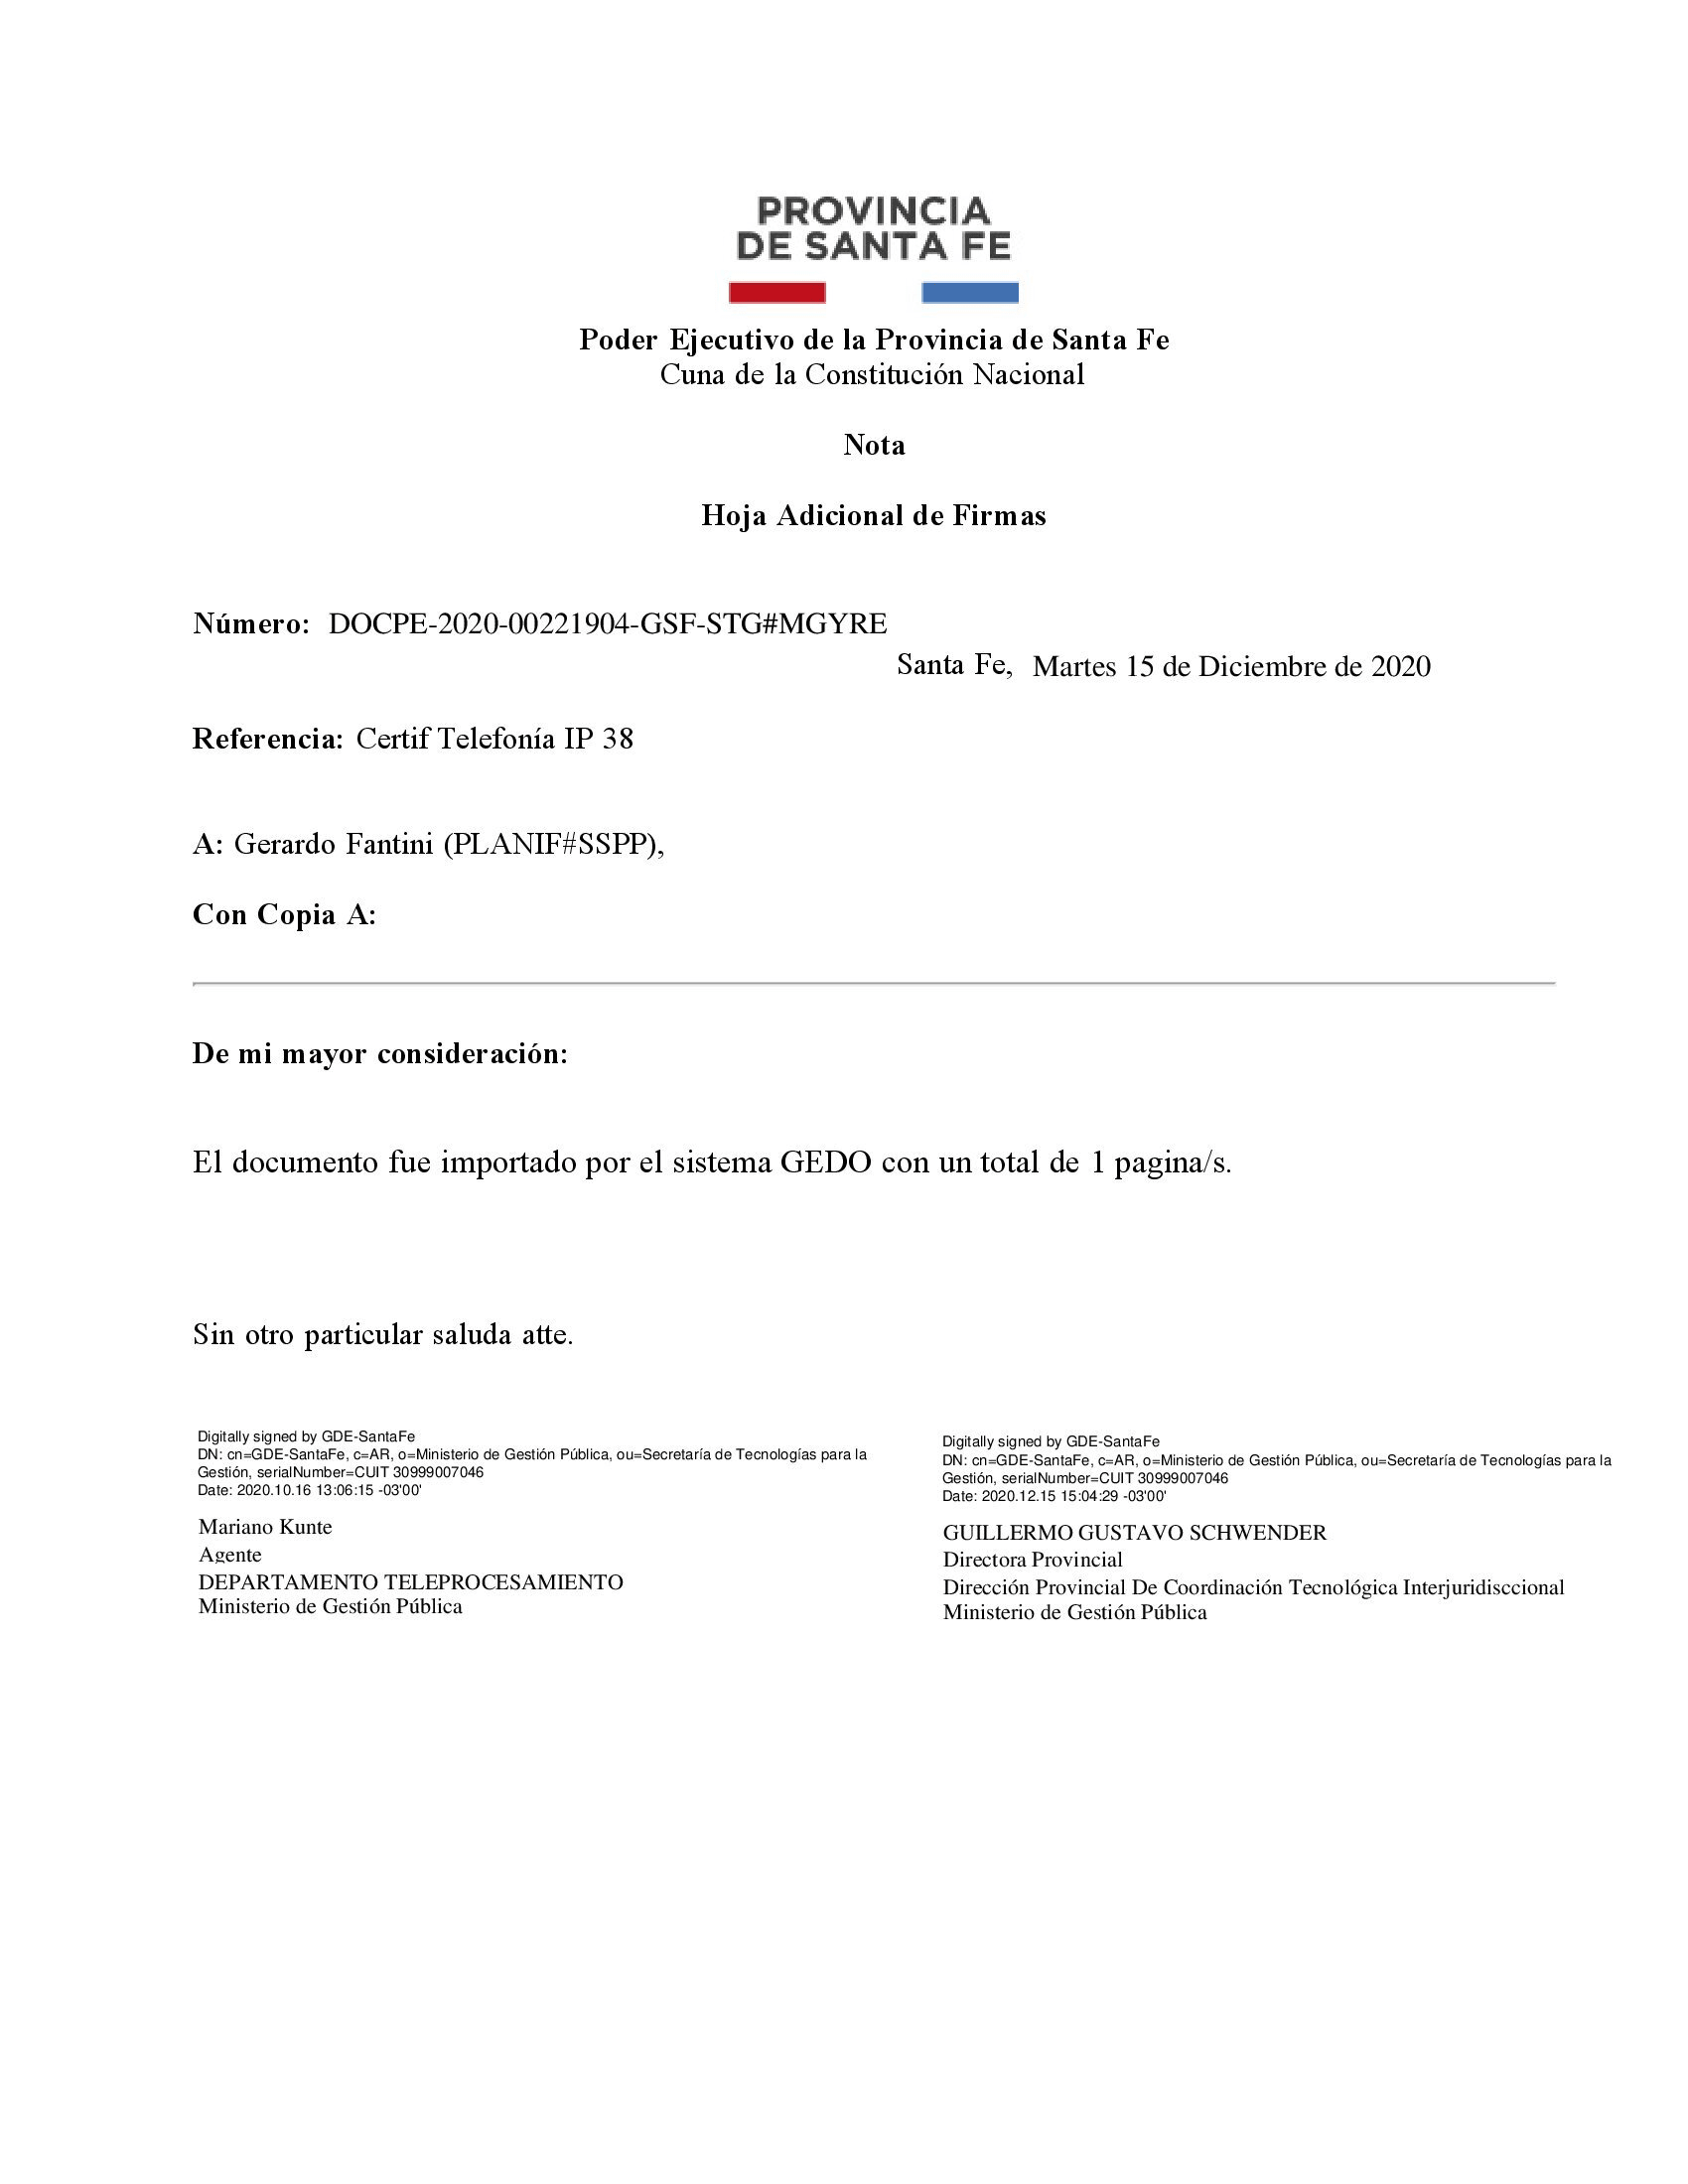 PROVINCIA
DE SANTA FE
Poder Ejecutivo de la Provincia de Santa Fe
Cuna de la Constitución Nacional
Nota
Hoja Adicional de Firmas
Número: DOCPE-2020-00221904-GSF-STG#MGYRE
Santa Fe, Martes 15 de Diciembre de 2020
Referencia: Certif Telefonía IP 38
A: Gerardo Fantini (PLANIF#SSPP),
Con Copia A:
De mi mayor consideración:
El documento fue importado por el sistema GEDO con un total de 1 pagina/s.
Sin otro particular saluda atte.
Digitally signed by GDE-SantaFe
DN: cn=GDE-SantaFe, c=AR, o=Ministerio de Gestión Pública, ou=Secretaría de Tecnologías para la
Gestión, serialNumber=CUIT 30999007046
Date: 2020.10.16 13:06:15 -03'00'
Mariano Kunte
Agente
DEPARTAMENTO TELEPROCESAMIENTO
Ministerio de Gestión Pública
Digitally signed by GDE-SantaFe
DN: cn=GDE-SantaFe, c=AR, o=Ministerio de Gestión Pública, ou=Secretaría de Tecnologías para la
Gestión, serialNumber=CUIT 30999007046
Date: 2020.12.15 15:04:29 -03'00'
GUILLERMO GUSTAVO SCHWENDER
Directora Provincial
Dirección Provincial De Coordinación Tecnológica Interjuridisccional
Ministerio de Gestión Pública